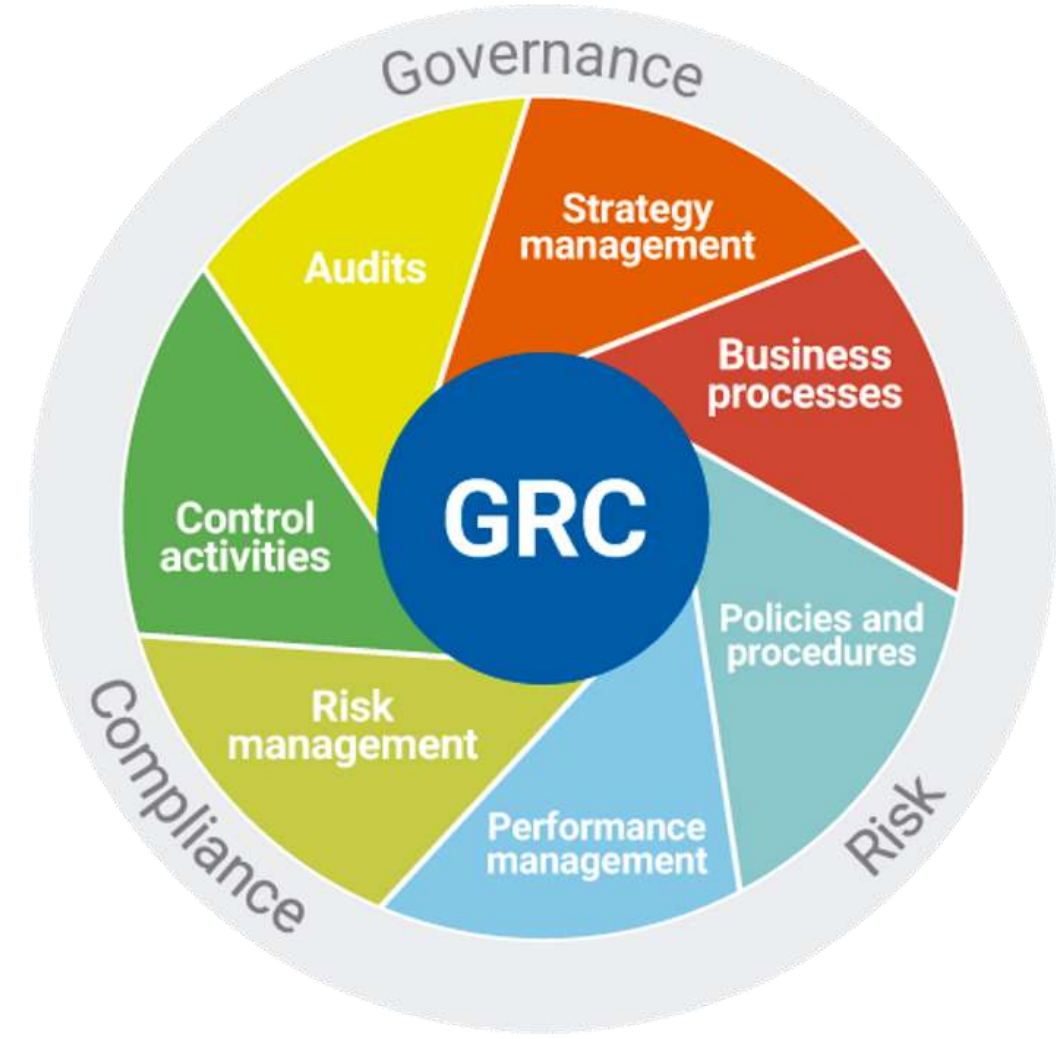 Governance
Strategy
management
Audits
Business
processes
GRC
Control
activities
Policies and
procedures
Risk
management
Performance
management
Compliance
Risk